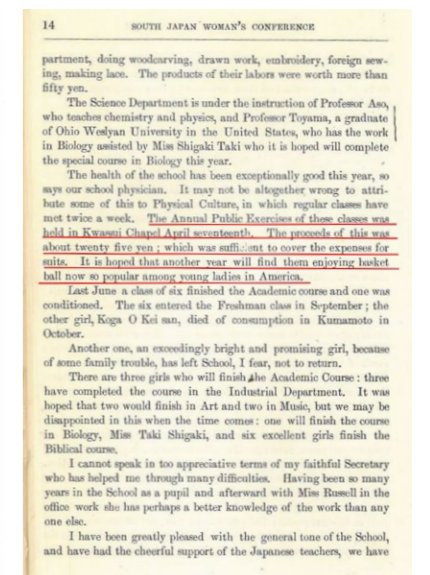 14 SOUTH JAPAN WOMAN'S CONFERENCE
partment, doing woodcarving, drawn work, embroidery, foreign sew-
ing, making lace. The products of their labors were worth more than
fifty yen.
The Science Department is under the instruction of Professor Aso,
who teaches chemistry and physics, and Professor Toyama, a graduate
of Ohio Weslyan University in the United States, who has the work
in Biology assisted by Miss Shigaki Taki who it is hoped will complete
the special course in Biology this year.
The health of the school has been exceptionally good this year, so
says our school physician. It may not be altogether wrong to attri-
bute some of this to Physical Culture, in which regular classes have
met twice a week. The Annual Public Exercises of these classes was
held in Kwassui Chapel April seventeenth. The proceeds of this was
about twenty five yen; which was sufficient to cover the expenses for
suits. It is hoped that another year will find them enjoying basket
ball now so popular among young ladies in America.
Last June a class of six finished the Academic course and one was
conditioned. The six entered the Freshman class in September; the
other girl, Koga O Kei san, died of consumption in Kumamoto in
October.
Another one, an exceedingly bright and promising girl, because
of some family trouble, has left School, I fear, not to return.
There are three girls who will finish the Academic Course: three
have completed the course in the Industrial Department. It was
hoped that two would finish in Art and two in Music, but we may be
disappointed in this when the time comes: one will finish the course
in Biology, Miss Taki Shigaki, and six excellent girls finish the
Biblical course.
I cannot speak in too appreciative terms of my faithful Secretary
who has helped me through many difficulties. Having been so many
years in the School as a pupil and afterward with Miss Russell in the
office work she has perhaps a better knowledge of the work than any
one else.
I have been greatly pleased with the general tone of the School,
and have had the cheerful support of the Japanese teachers, we have